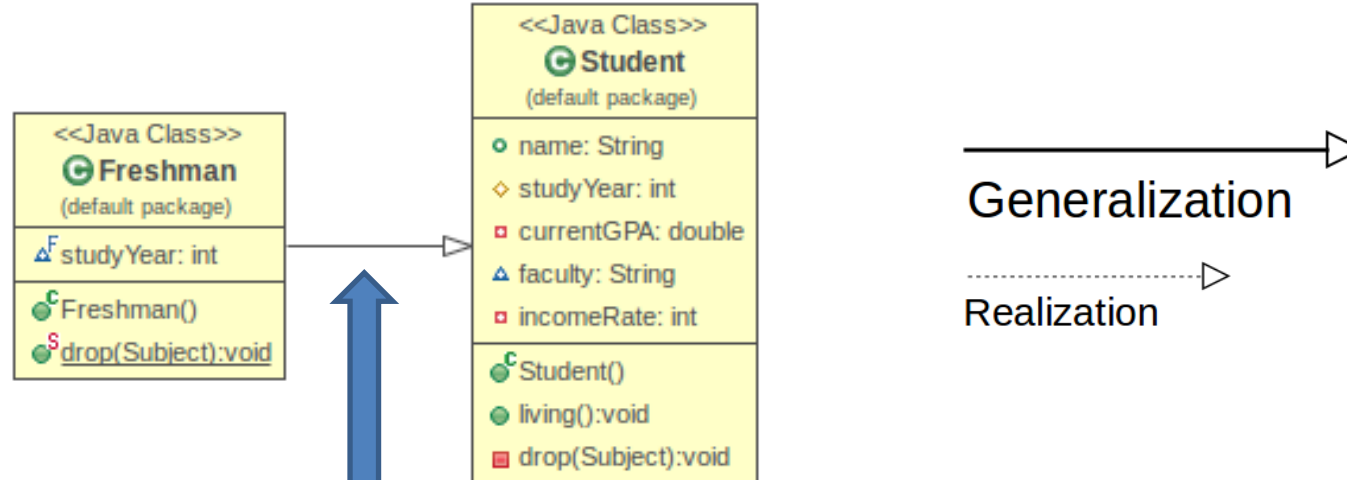 <<Java Class>>
C Freshman
(default package)
F studyYear: int
C Freshman()
S drop(Subject):void
<<Java Class>>
C Student
(default package)
name: String
studyYear: int
currentGPA: double
faculty: String
incomeRate: int
C Student()
living():void
drop(Subject):void
Generalization
Realization